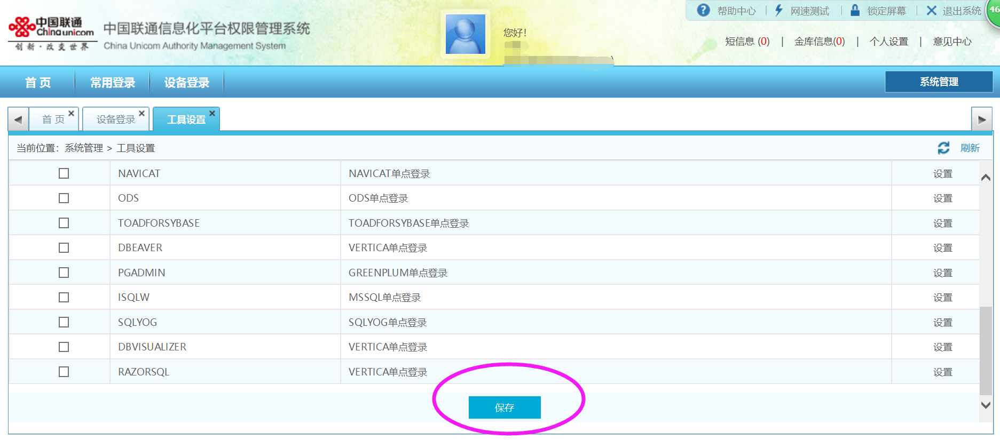 帮助中心 | 网速测试 | 锁定屏幕 | 退出系统
46
中国联通
China unicom
创新·改变世界
中国联通信息化平台权限管理系统
China Unicom Authority Management System
您好!
)
短信息 (0) | 金库信息(0) | 个人设置 | 意见中心
首 页 常用登录 设备登录 系统管理
首 页 设备登录 工具设置
当前位置: 系统管理 > 工具设置 刷新
NAVICAT NAVICAT单点登录 设置
ODS ODS单点登录 设置
TOADFORSYBASE TOADFORSYBASE单点登录 设置
DBEAVER VERTICA单点登录 设置
PGADMIN GREENPLUM单点登录 设置
ISQLW MSSQL单点登录 设置
SQLYOG SQLYOG单点登录 设置
DBVISUALIZER VERTICA单点登录 设置
RAZORSQL VERTICA单点登录 设置
保存